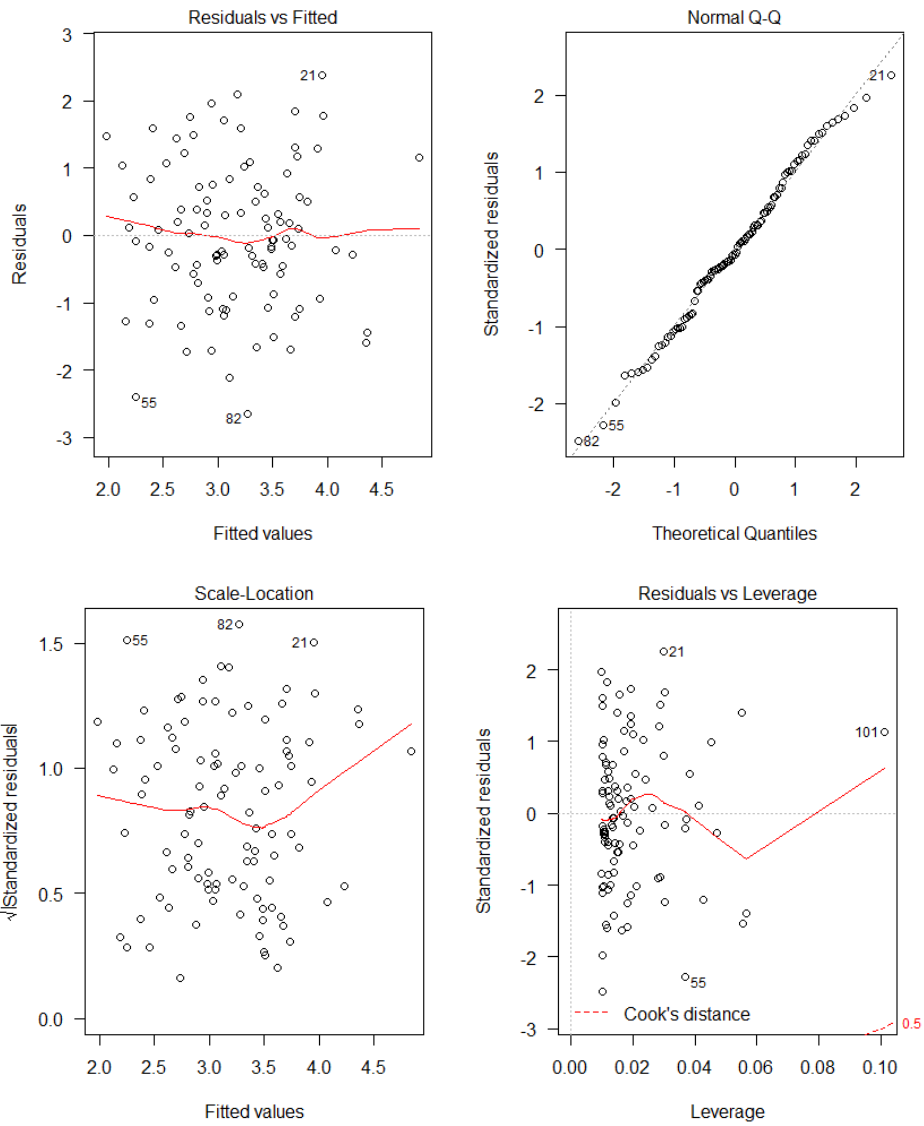 Residuals vs Fitted
3
2
1
0
-1
-2
-3
Residuals
21
55
82
2.0 2.5 3.0 3.5 4.0 4.5
Fitted values
Normal Q-Q
2
1
0
-1
-2
Standardized residuals
21
55
82
-2 -1 0 1 2
Theoretical Quantiles
Scale-Location
1.5
1.0
0.5
0.0
√|Standardized residuals|
55
82
21
2.0 2.5 3.0 3.5 4.0 4.5
Fitted values
Residuals vs Leverage
2
1
0
-1
-2
-3
Standardized residuals
21
101
55
Cook's distance
0.5
0.00 0.02 0.04 0.06 0.08 0.10
Leverage